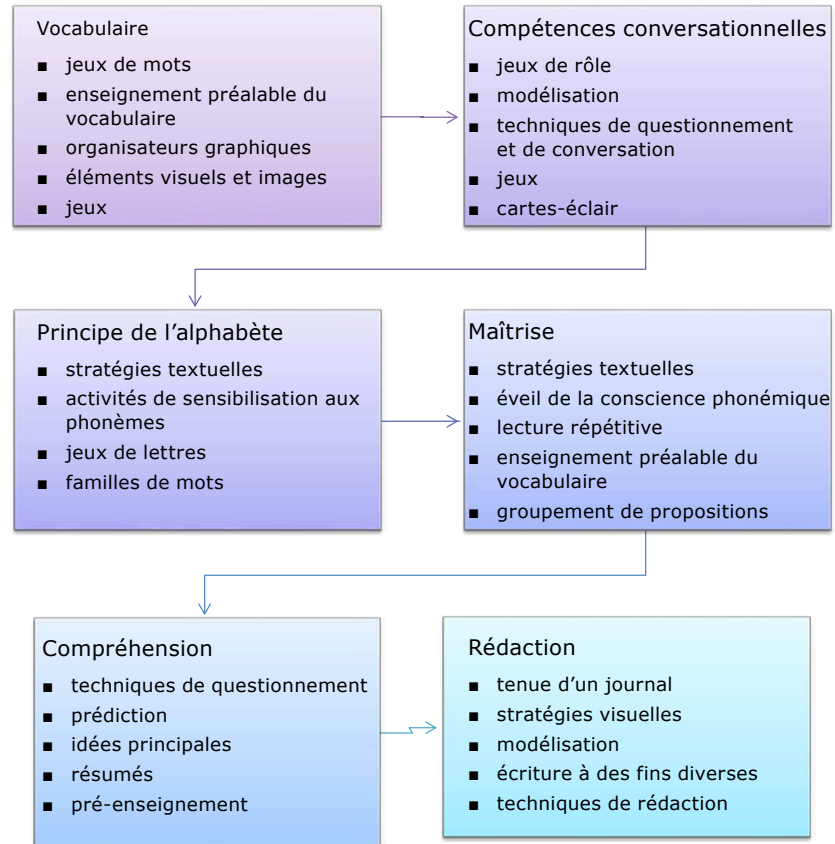 Vocabulaire
■ jeux de mots
■ enseignement préalable du
vocabulaire
■ organisateurs graphiques
■ éléments visuels et images
■ jeux
Compétences conversationnelles
■ jeux de rôle
■ modélisation
■ techniques de questionnement
et de conversation
■ jeux
■ cartes-éclair
Principe de l’alphabète
■ stratégies textuelles
■ activités de sensibilisation aux
phonèmes
■ jeux de lettres
■ familles de mots
Maîtrise
■ stratégies textuelles
■ éveil de la conscience phonémique
■ lecture répétitive
■ enseignement préalable du
vocabulaire
■ groupement de propositions
Compréhension
■ techniques de questionnement
■ prédiction
■ idées principales
■ résumés
■ pré-enseignement
Rédaction
■ tenue d’un journal
■ stratégies visuelles
■ modélisation
■ écriture à des fins diverses
■ techniques de rédaction